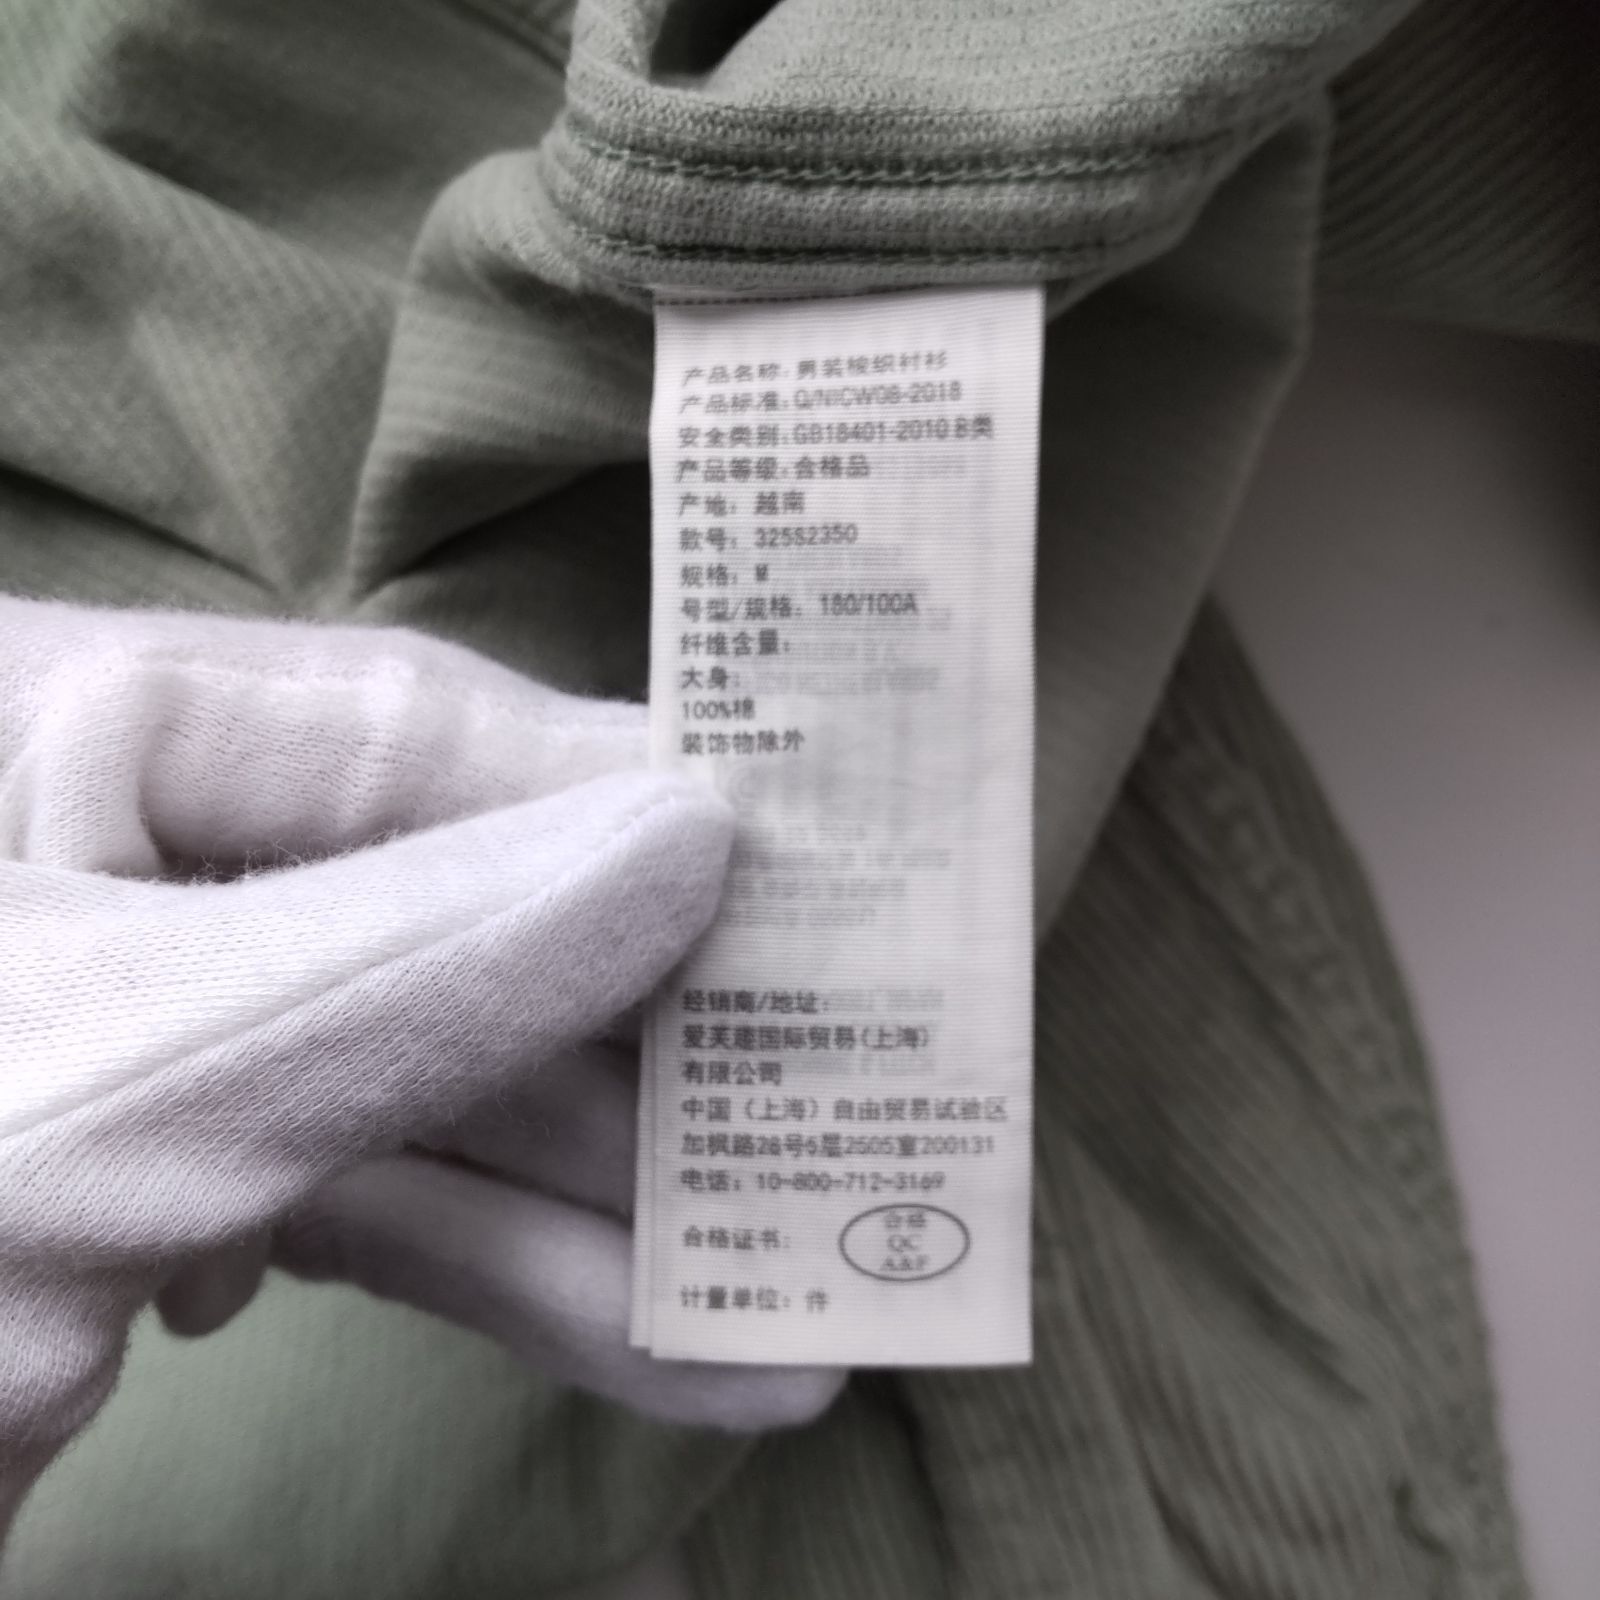 产品名称：男装梭织衬衫
产品标准：Q/NICW08-2018
安全类别：GB18401-2010 B类
产品等级：合格品
产地：越南
款号：325S2350
规格：M
号型/规格：180/100A
纤维含量：
大身：
100%棉
装饰物除外
经销商/地址：
爱芙趣国际贸易(上海)
有限公司
中国（上海）自由贸易试验区
加枫路28号5层2505室200131
电话：10-800-712-3169
合格证书：
合格
QC
A&F
计量单位：件